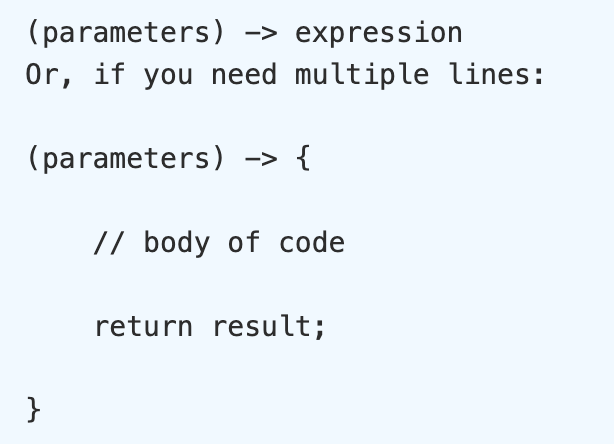 (parameters) -> expression
Or, if you need multiple lines:
(parameters) -> {
    // body of code
    return result;
}